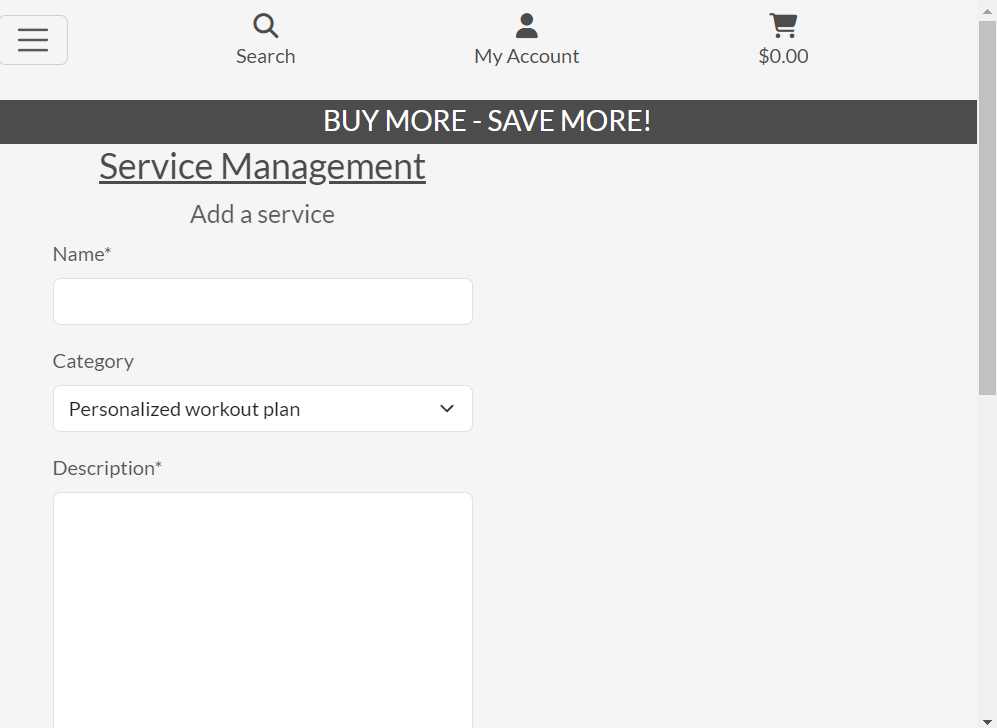 Search
My Account
$0.00
BUY MORE - SAVE MORE!
Service Management
Add a service
Name*
Category
Personalized workout plan
Description*